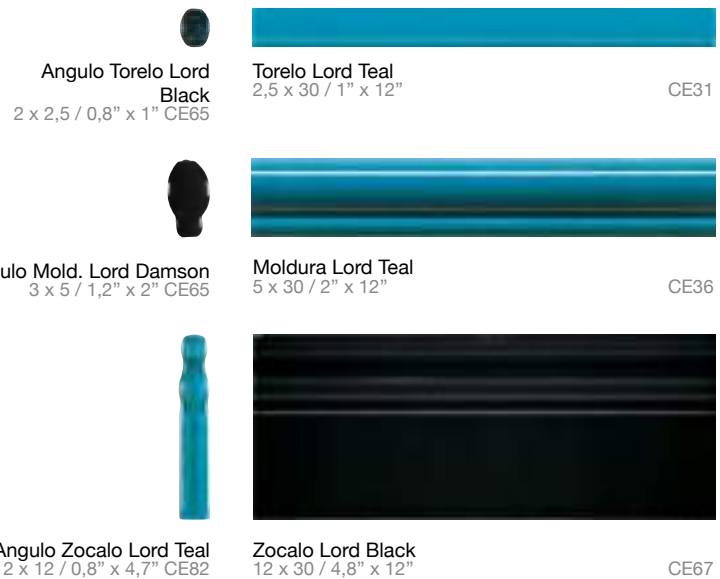 Angulo Torelo Lord
Black
2 x 2,5 / 0,8” x 1” CE65
Torelo Lord Teal
2,5 x 30 / 1” x 12”
CE31
ulo Mold. Lord Damson
3 x 5 / 1,2” x 2” CE65
Moldura Lord Teal
5 x 30 / 2” x 12”
CE36
Angulo Zocalo Lord Teal
2 x 12 / 0,8” x 4,7” CE82
Zocalo Lord Black
12 x 30 / 4,8” x 12”
CE67